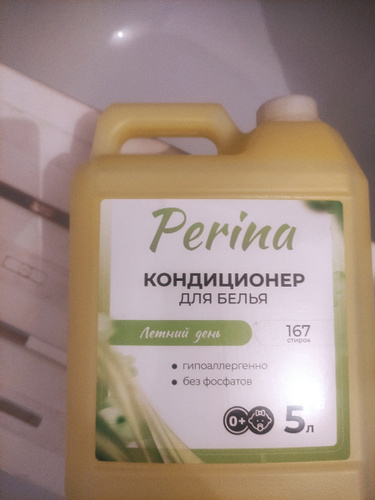 Perina
КОНДИЦИОНЕР
ДЛЯ БЕЛЬЯ
Летний день
167
стирок
гипоаллергенно
без фосфатов
0+
5л